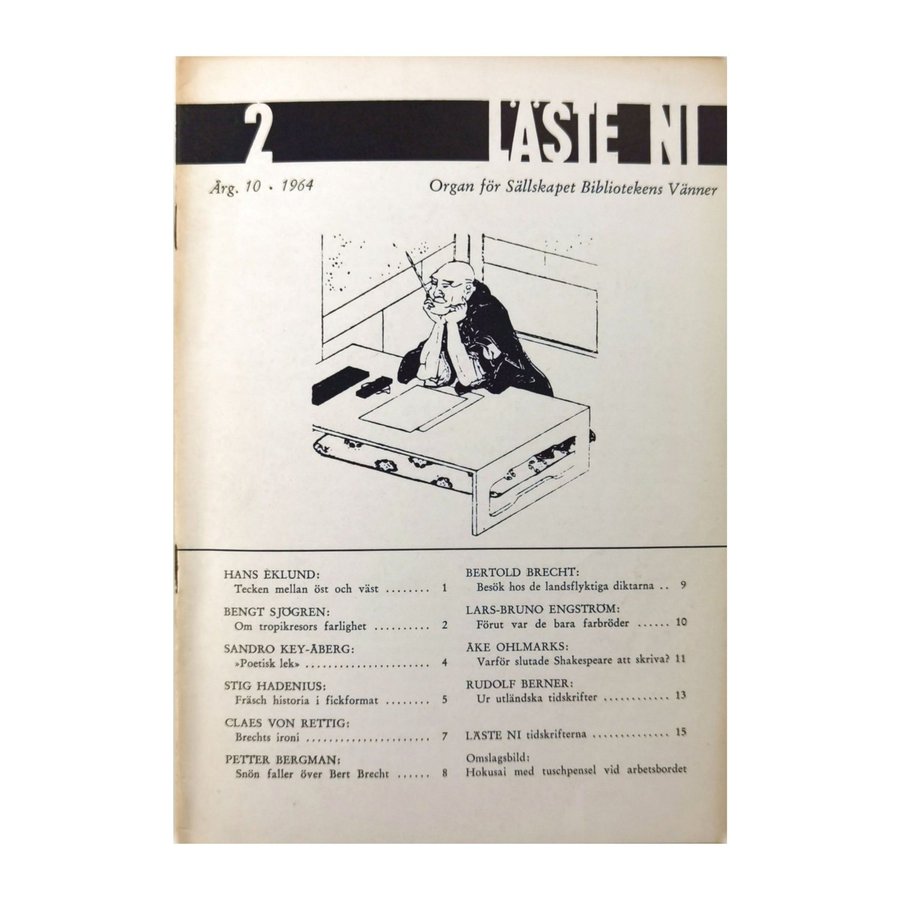 2 LÄSTE NI
Årg. 10 • 1964 Organ för Sällskapet Bibliotekens Vänner
HANS EKLUND:
Tecken mellan öst och väst ........ 1
BENGT SJÖGREN:
Om tropikresors farlighet .......... 2
SANDRO KEY-ÅBERG:
»Poetisk lek» ...................... 4
STIG HADENIUS:
Fräsch historia i fickformat ........ 5
CLAES VON RETTIG:
Brechts ironi ...................... 7
PETTER BERGMAN:
Snön faller över Bert Brecht ...... 8
BERTOLD BRECHT:
Besök hos de landsflyktiga diktarna .. 9
LARS-BRUNO ENGSTRÖM:
Förut var de bara farbröder ...... 10
ÅKE OHLMARKS:
Varför slutade Shakespeare att skriva? 11
RUDOLF BERNER:
Ur utländska tidskrifter ............ 13
LÄSTE NI tidskrifterna .............. 15
Omslagsbild:
Hokusai med tuschpensel vid arbetsbordet